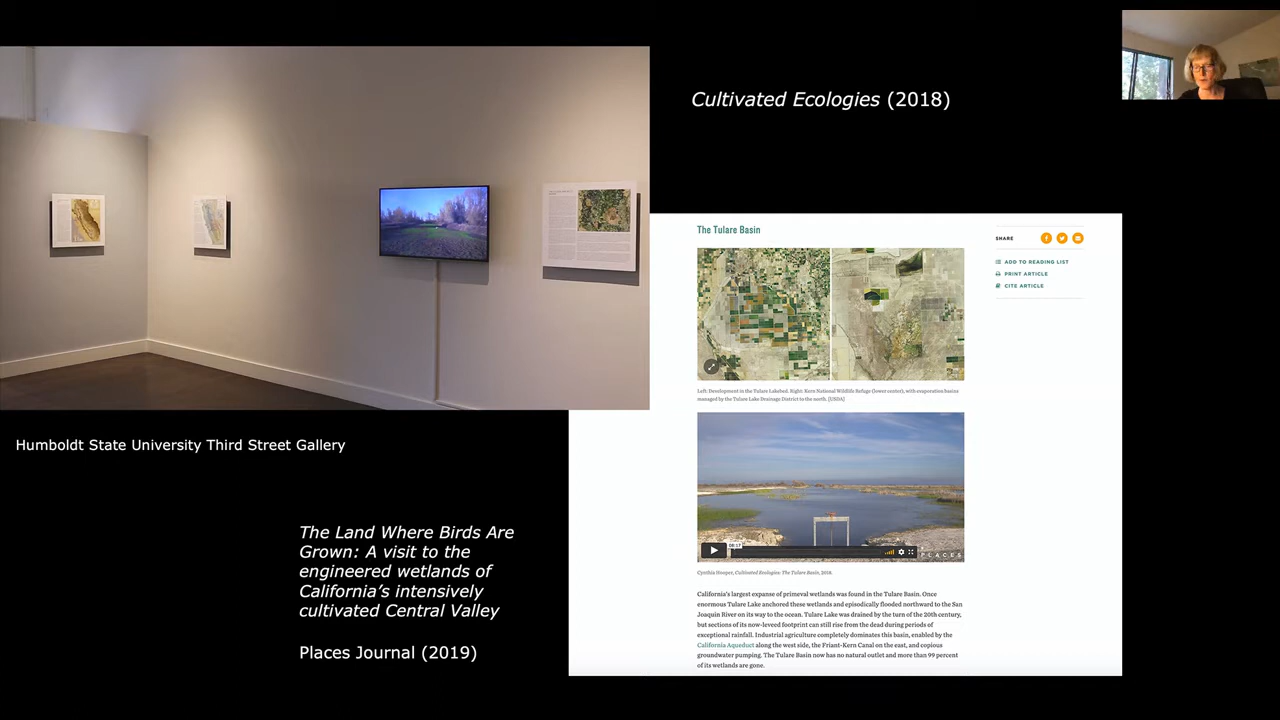 Cultivated Ecologies (2018)
The Tulare Basin
SHARE
ADD TO READING LIST
PRINT ARTICLE
CITE ARTICLE
Left: Development in the Tulare Lakebed. Right: Kern National Wildlife Refuge (lower center), with evaporation basins
managed by the Tulare Lake Drainage District to the north. [USDA]
08:17
PLACES
Cynthia Hooper, Cultivated Ecologies: The Tulare Basin, 2018.
California's largest expanse of primeval wetlands was found in the Tulare Basin. Once
enormous Tulare Lake anchored these wetlands and episodically flooded northward to the San
Joaquin River on its way to the ocean. Tulare Lake was drained by the turn of the 20th century,
but sections of its now-leveed footprint can still rise from the dead during periods of
exceptional rainfall. Industrial agriculture completely dominates this basin, enabled by the
California Aqueduct along the west side, the Friant-Kern Canal on the east, and copious
groundwater pumping. The Tulare Basin now has no natural outlet and more than 99 percent
of its wetlands are gone.
Humboldt State University Third Street Gallery
The Land Where Birds Are
Grown: A visit to the
engineered wetlands of
California's intensively
cultivated Central Valley
Places Journal (2019)